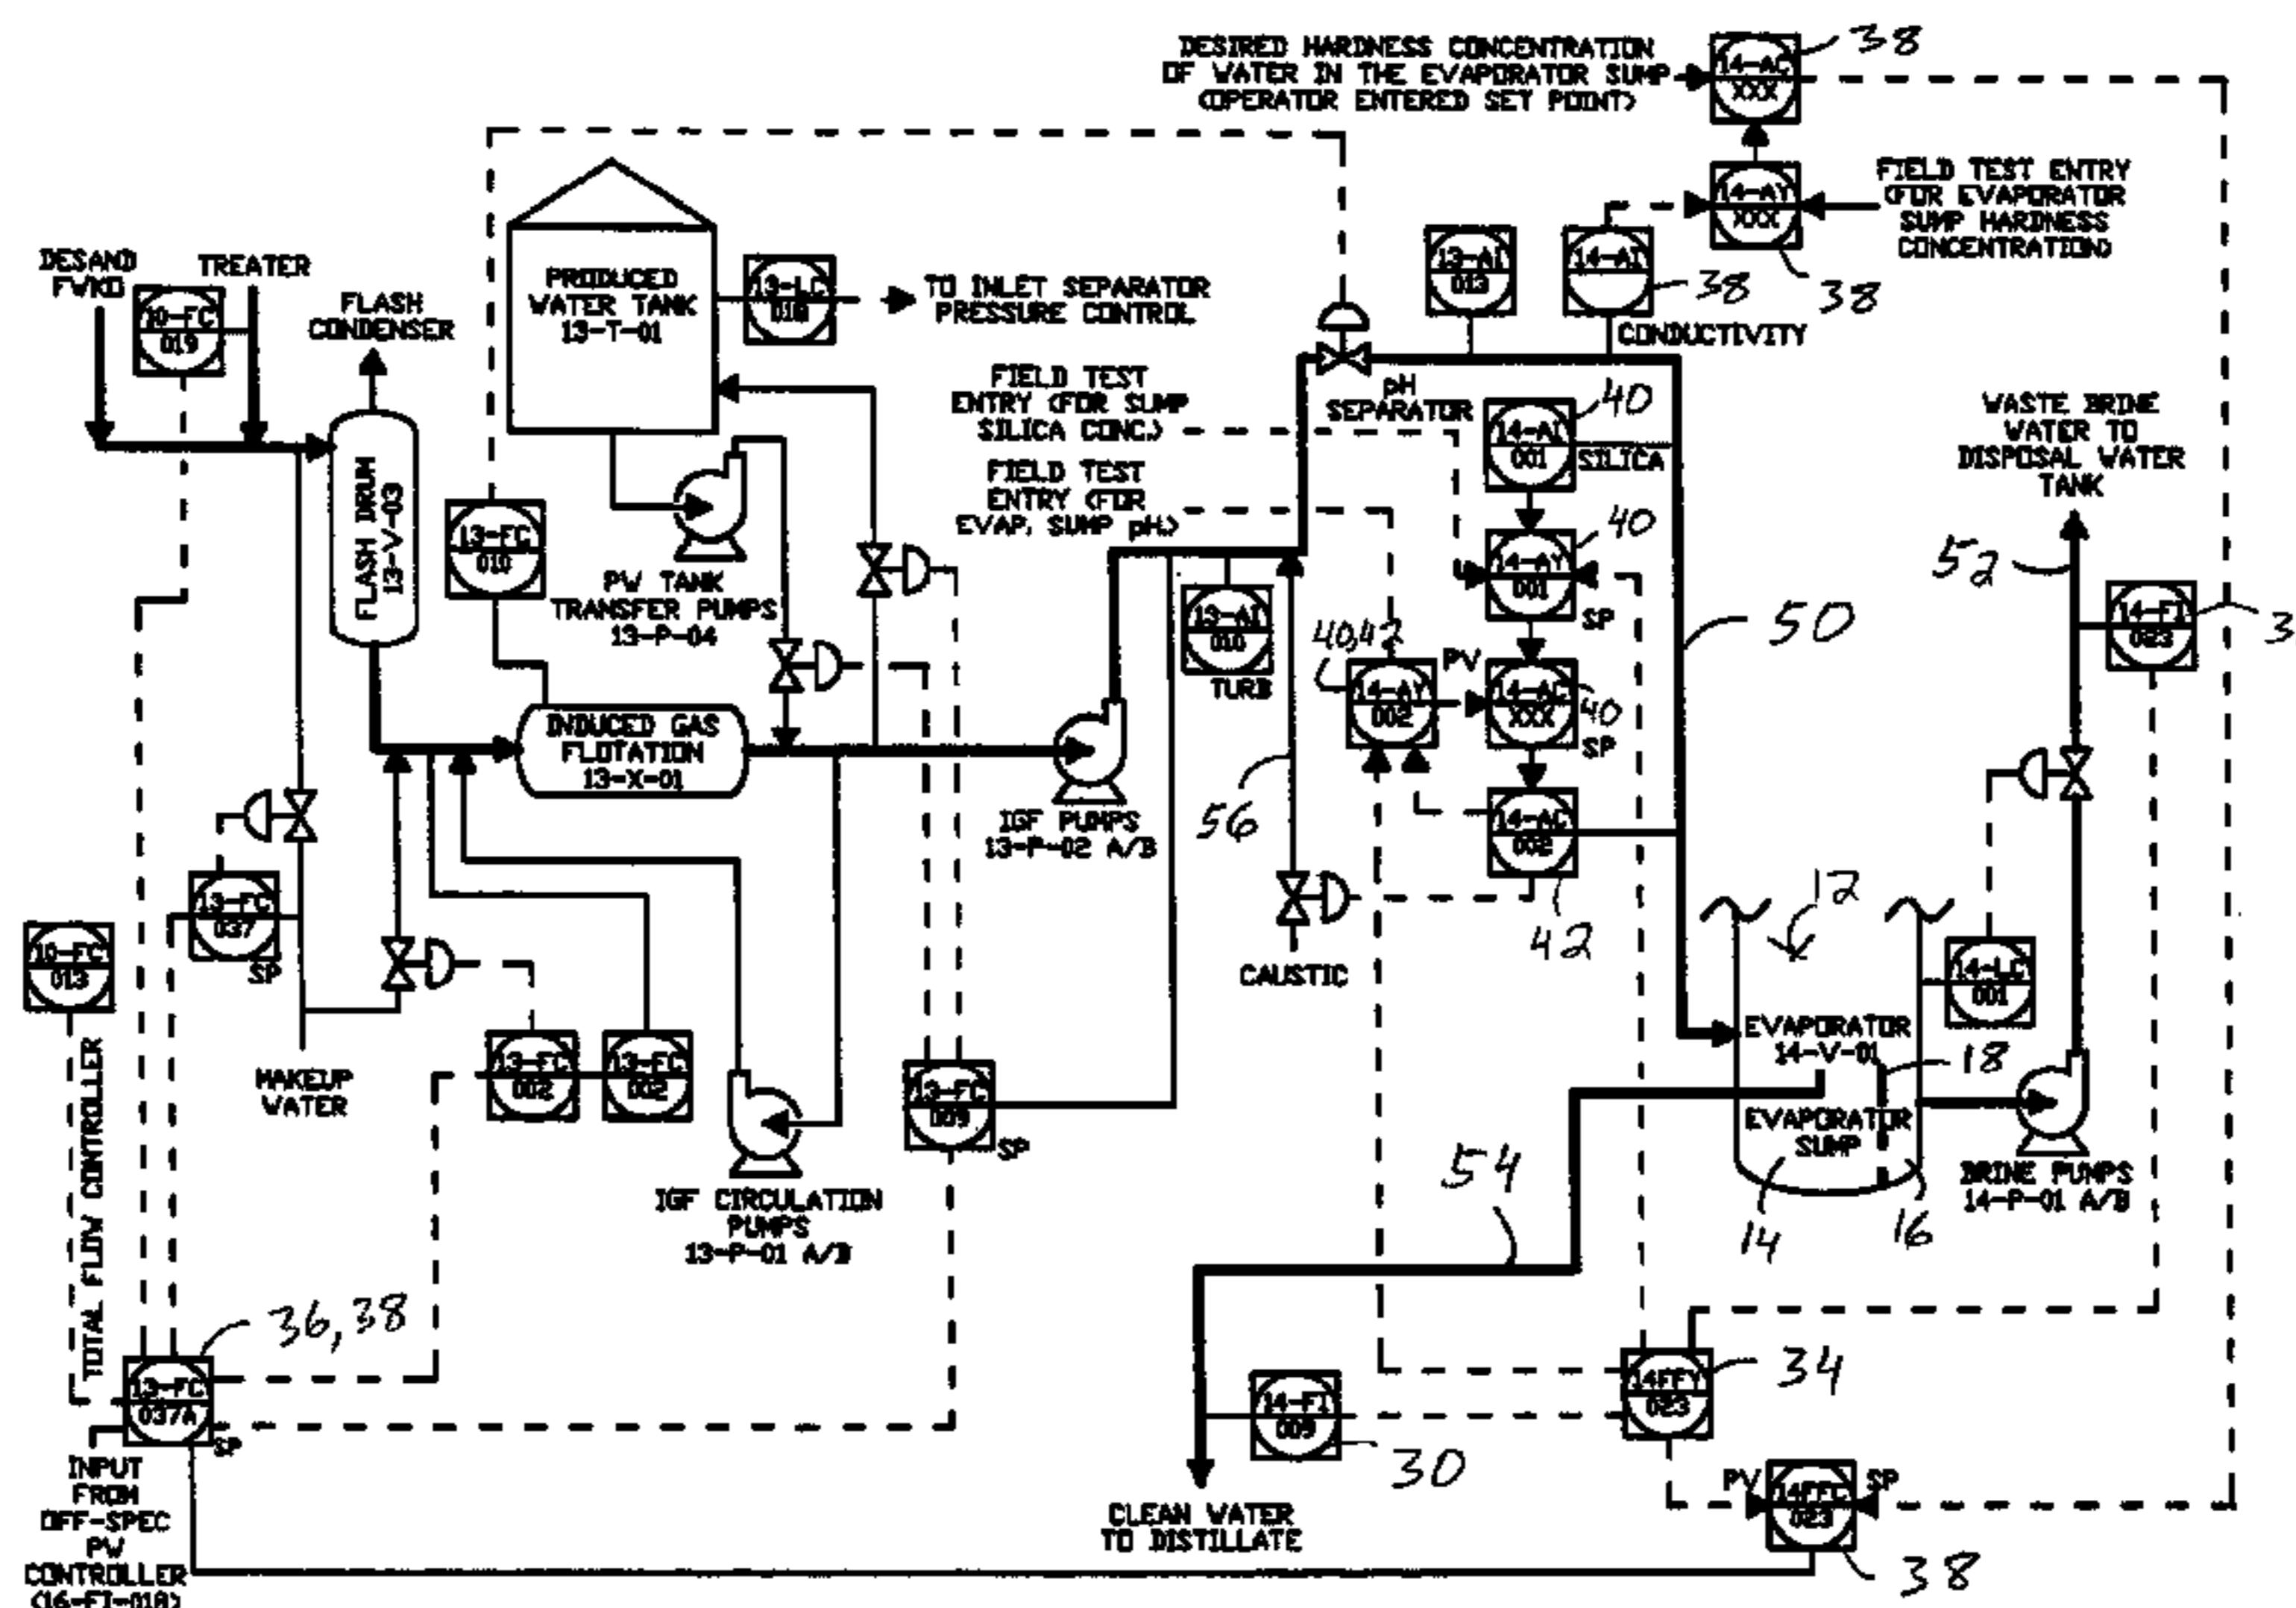 DESIRED HARDNESS CONCENTRATION
OF WATER IN THE EVAPORATOR SUMP
(OPERATOR ENTERED SET POINT)
14-AC
XXX
38
14-AY
XXX
38
FIELD TEST ENTRY
(FOR EVAPORATOR
SUMP HARDNESS
CONCENTRATION)
DESAND
FWKO
TREATER
10-FC
019
FLASH
CONDENSER
PRODUCED
WATER TANK
13-T-01
13-LC
TO INLET SEPARATOR
PRESSURE CONTROL
13-AI
013
14-AI
38
CONDUCTIVITY
FIELD TEST
ENTRY (FOR SUMP
SILICA CONC.)
pH
SEPARATOR
14-AI
001
40
SILICA
WASTE BRINE
WATER TO
DISPOSAL WATER
TANK
FLASH DRUM
13-V-03
13-FC
010
FIELD TEST
ENTRY (FOR
EVAP. SUMP pH.)
14-AY
001
40
SP
52
PW TANK
TRANSFER PUMPS
13-P-04
13-AI
010
TURB
40,42
14-AY
002
PV
14-AC
XXX
40
SP
50
14-FI
023
3
INDUCED GAS
FLOTATION
13-X-01
IGF PUMPS
13-P-02 A/B
56
14-AC
002
42
CAUSTIC
13-FC
037
SP
10-FC
013
MAKEUP
WATER
13-FC
002
13-FC
002
13-FC
009
SP
12
14-LC
001
EVAPORATOR
14-V-01
18
EVAPORATOR
SUMP
14
16
BRINE PUMPS
14-P-01 A/B
TOTAL FLOW CONTROLLER
IGF CIRCULATION
PUMPS
13-P-01 A/B
54
36,38
13-FC
037A
SP
INPUT
FROM
OFF-SPEC
PW
CONTROLLER
(16-FI-018)
14-FI
009
30
14FFY
023
34
CLEAN WATER
TO DISTILLATE
PV
14FFC
023
SP
38